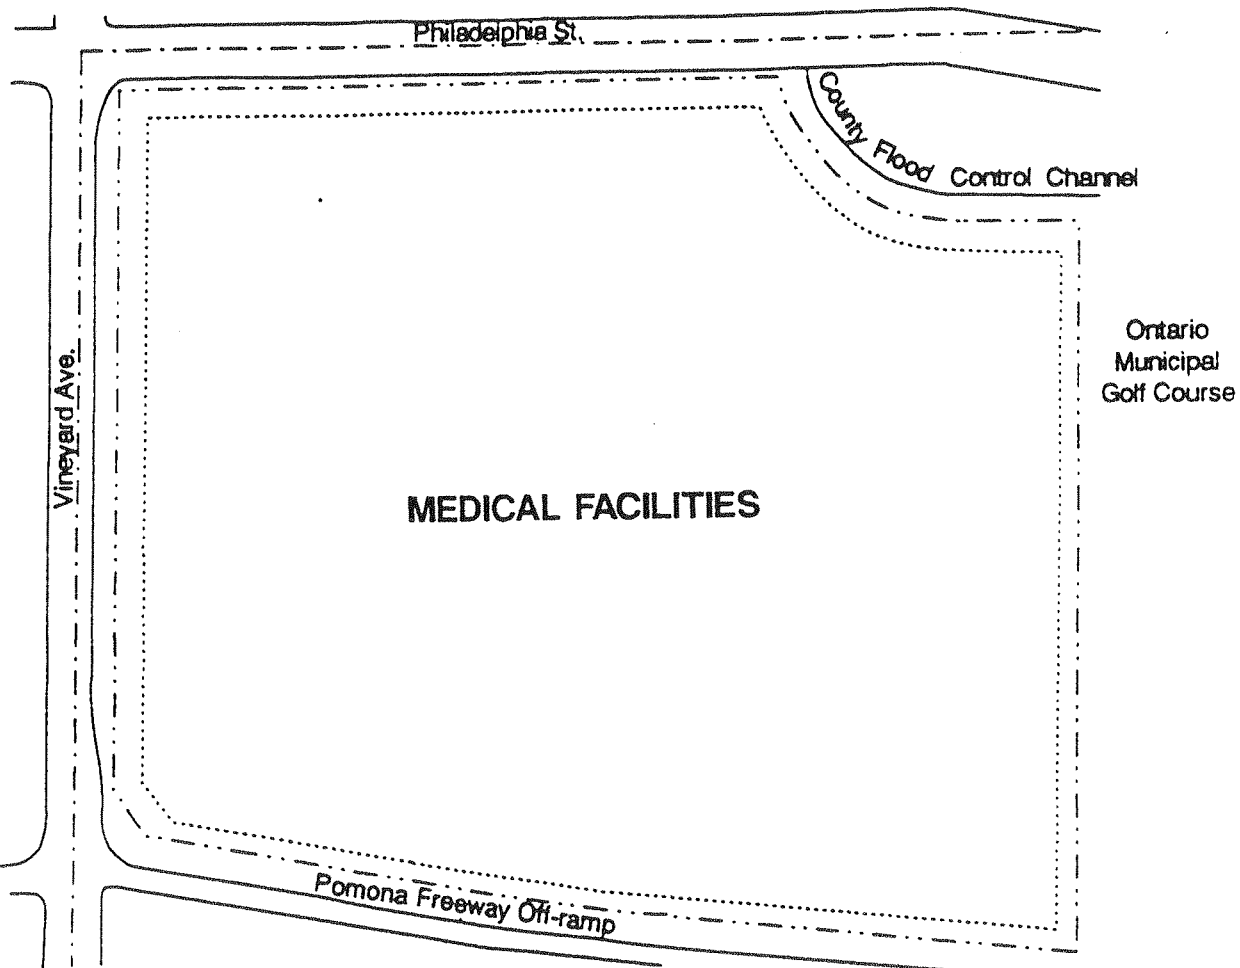 Philadelphia St.
County Flood Control Channel
Ontario
Municipal
Golf Course
Vineyard Ave.
MEDICAL FACILITIES
Pomona Freeway Off-ramp